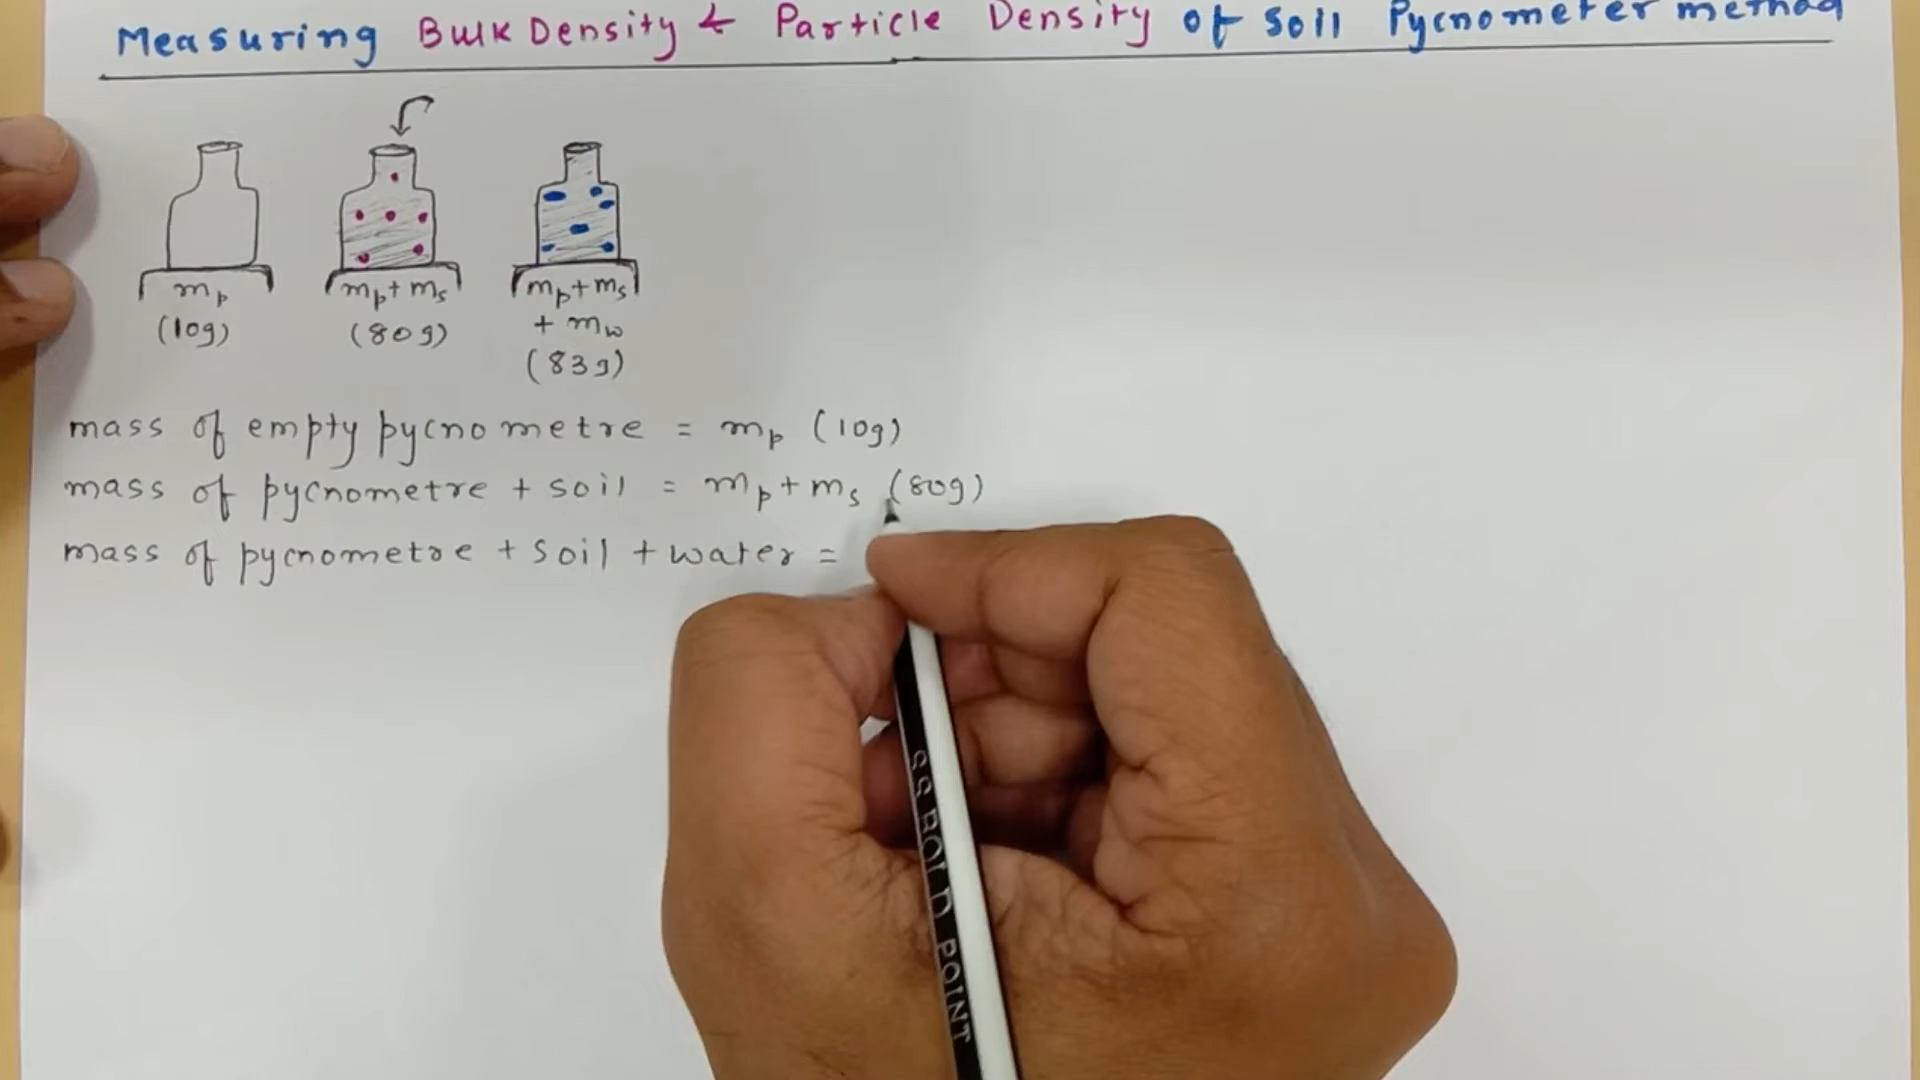 Measuring Bulk Density & Particle Density of Soil Pycnometer method
mp
(10g)
mp+ms
(80g)
mp+ms
+ mw
(83g)
mass of empty pycnometre = mp (10g)
mass of pycnometre + soil = mp+ms (80g)
mass of pycnometre + soil + water =
SS BOLD POINT